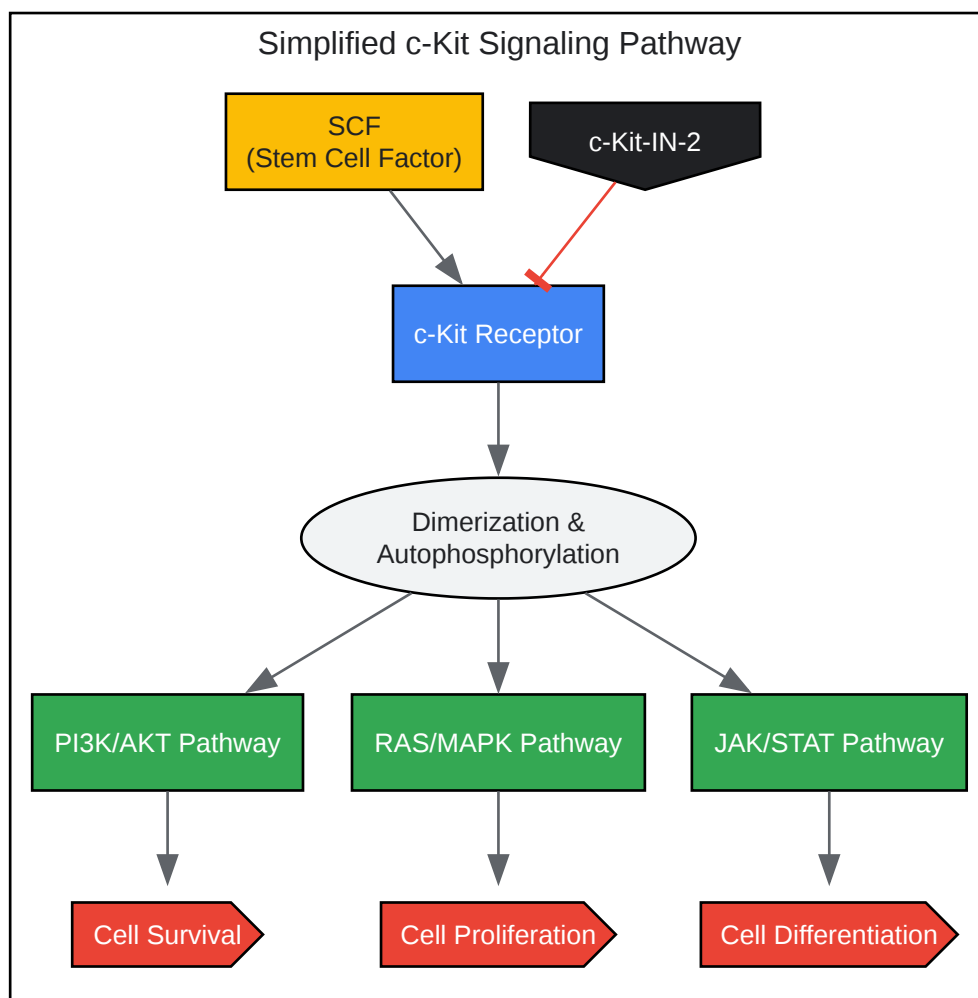 Simplified c-Kit Signaling Pathway
SCF
(Stem Cell Factor)
c-Kit-IN-2
c-Kit Receptor
Dimerization &
Autophosphorylation
PI3K/AKT Pathway
RAS/MAPK Pathway
JAK/STAT Pathway
Cell Survival
Cell Proliferation
Cell Differentiation